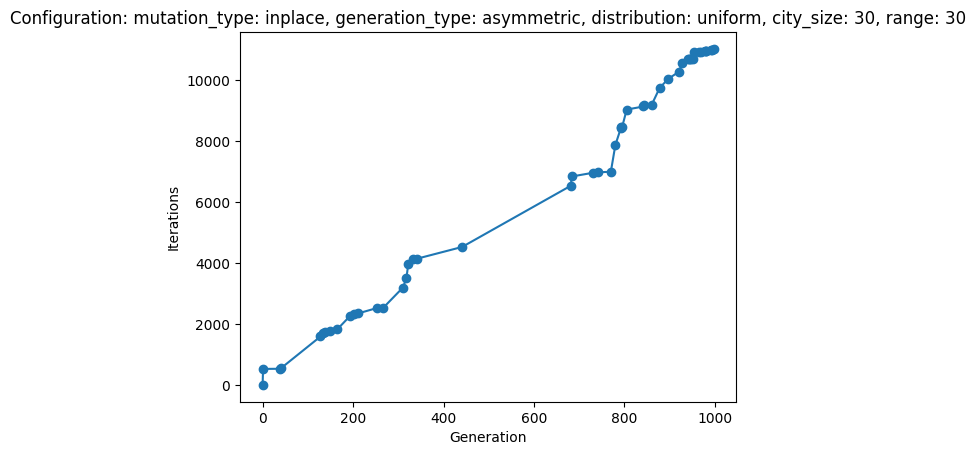 Configuration: mutation_type: inplace, generation_type: asymmetric, distribution: uniform, city_size: 30, range: 30
10000
8000
6000
4000
2000
0
Iterations
0 200 400 600 800 1000
Generation